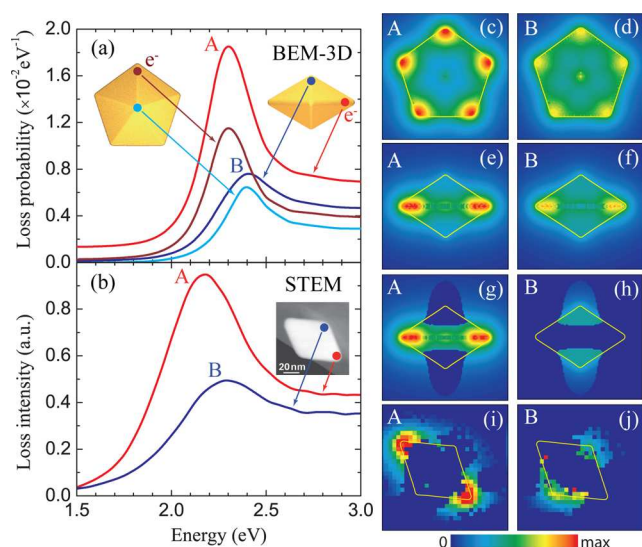 (a)
A
BEM-3D
e-
e-
B
Loss probability (×10-2eV-1)
2.0
1.6
1.2
0.8
0.4
0.0
(b)
A
STEM
B
20nm
Loss intensity (a.u.)
1.0
0.8
0.6
0.4
0.2
0.0
1.5 2.0 2.5 3.0
Energy (eV)
A (c) B (d)
A (e) B (f)
A (g) B (h)
A (i) B (j)
0 max